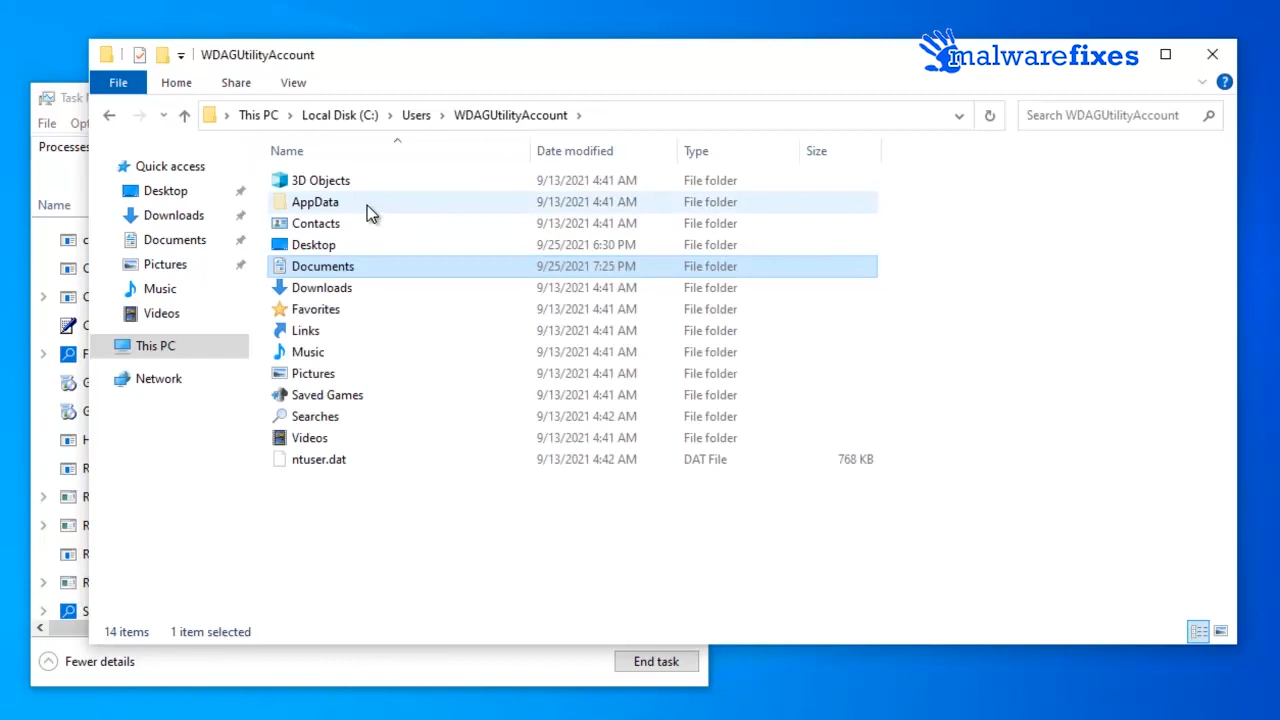 WDAGUtilityAccount
malwarefixes
File Home Share View
This PC Local Disk (C:) Users WDAGUtilityAccount
Search WDAGUtilityAccount
Name Date modified Type Size
Quick access
Desktop
Downloads
Documents
Pictures
Music
Videos
This PC
Network
3D Objects 9/13/2021 4:41 AM File folder
AppData 9/13/2021 4:41 AM File folder
Contacts 9/13/2021 4:41 AM File folder
Desktop 9/25/2021 6:30 PM File folder
Documents 9/25/2021 7:25 PM File folder
Downloads 9/13/2021 4:41 AM File folder
Favorites 9/13/2021 4:41 AM File folder
Links 9/13/2021 4:41 AM File folder
Music 9/13/2021 4:41 AM File folder
Pictures 9/13/2021 4:41 AM File folder
Saved Games 9/13/2021 4:41 AM File folder
Searches 9/13/2021 4:42 AM File folder
Videos 9/13/2021 4:41 AM File folder
ntuser.dat 9/13/2021 4:42 AM DAT File 768 KB
14 items 1 item selected
Task
File
Processes
Name
Fewer details
End task